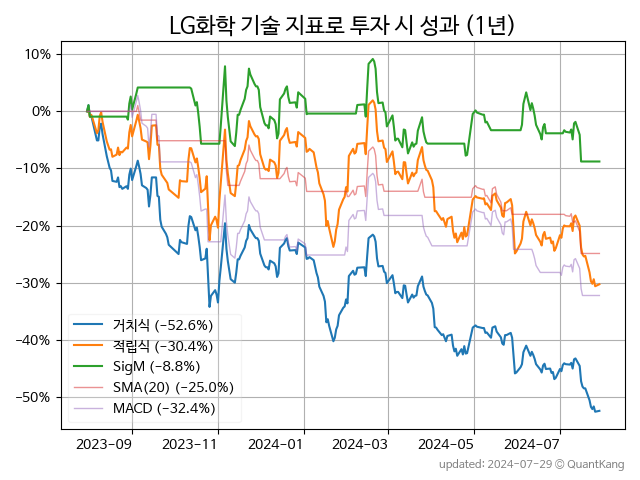 LG화학 기술 지표로 투자 시 성과 (1년)
10%
0%
−10%
−20%
−30%
−40%
−50%
거치식 (−52.6%)
적립식 (−30.4%)
SigM (−8.8%)
SMA(20) (−25.0%)
MACD (−32.4%)
2023−09 2023−11 2024−01 2024−03 2024−05 2024−07
updated: 2024-07-29 © QuantKang